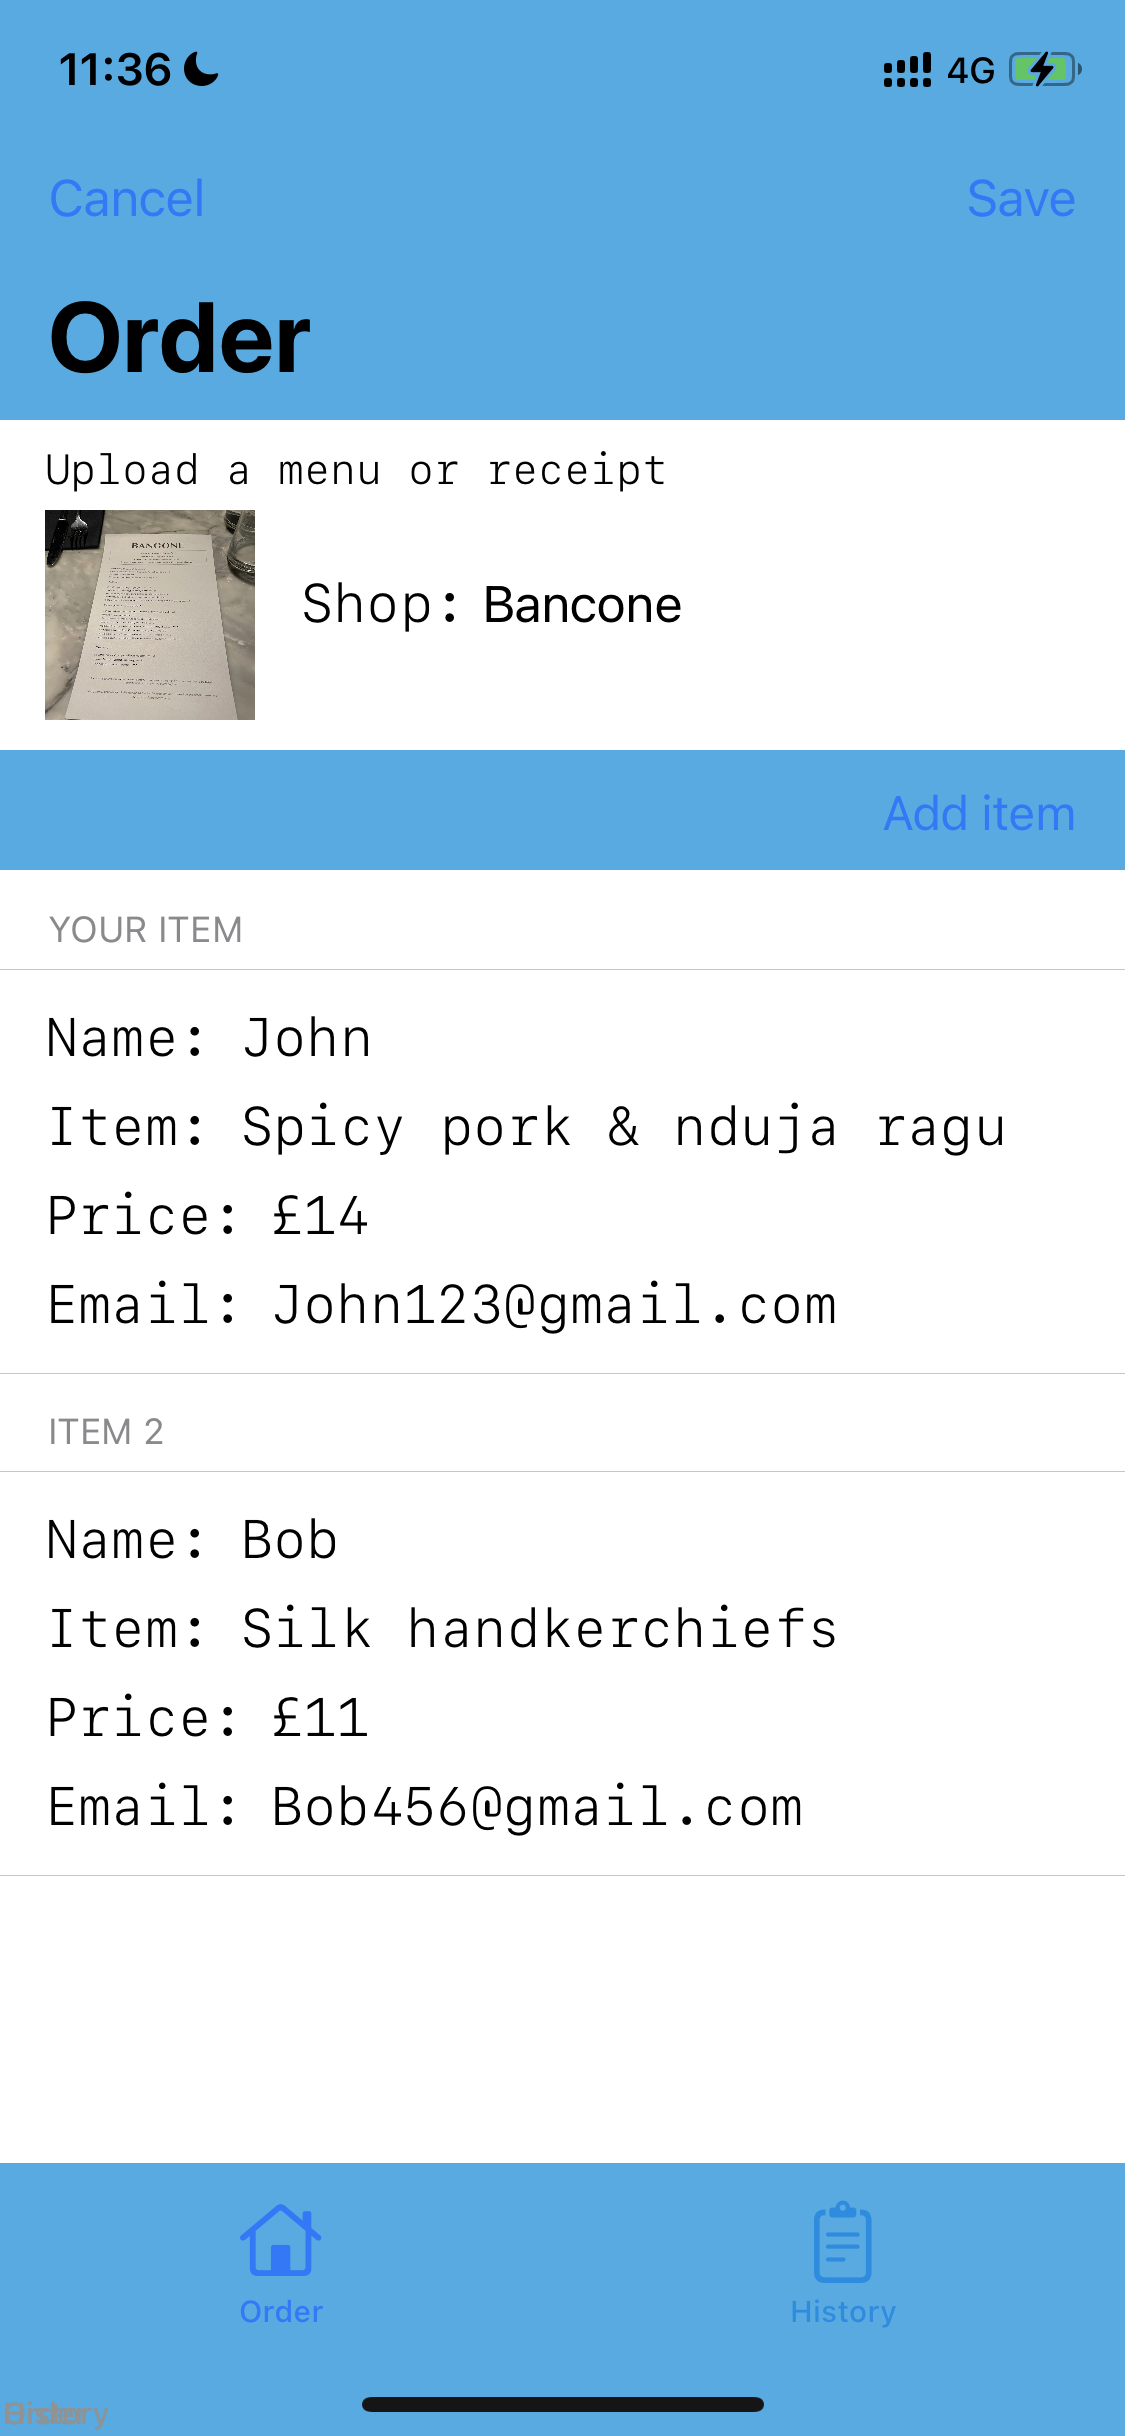 11:36
4G
Cancel
Save
Order
Upload a menu or receipt
BANCONE
Shop: Bancone
Add item
YOUR ITEM
Name: John
Item: Spicy pork & nduja ragu
Price: £14
Email: John123@gmail.com
ITEM 2
Name: Bob
Item: Silk handkerchiefs
Price: £11
Email: Bob456@gmail.com
Order
History